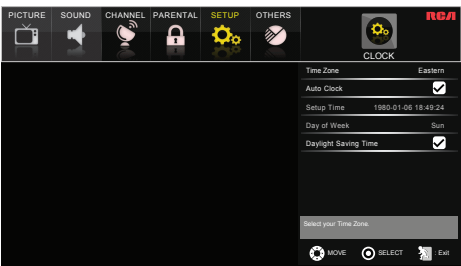 PICTURE SOUND CHANNEL PARENTAL SETUP OTHERS
RCA
CLOCK
Time Zone Eastern
Auto Clock
Setup Time 1980-01-06 18:49:24
Day of Week Sun
Daylight Saving Time
Select your Time Zone.
MOVE SELECT : Exit